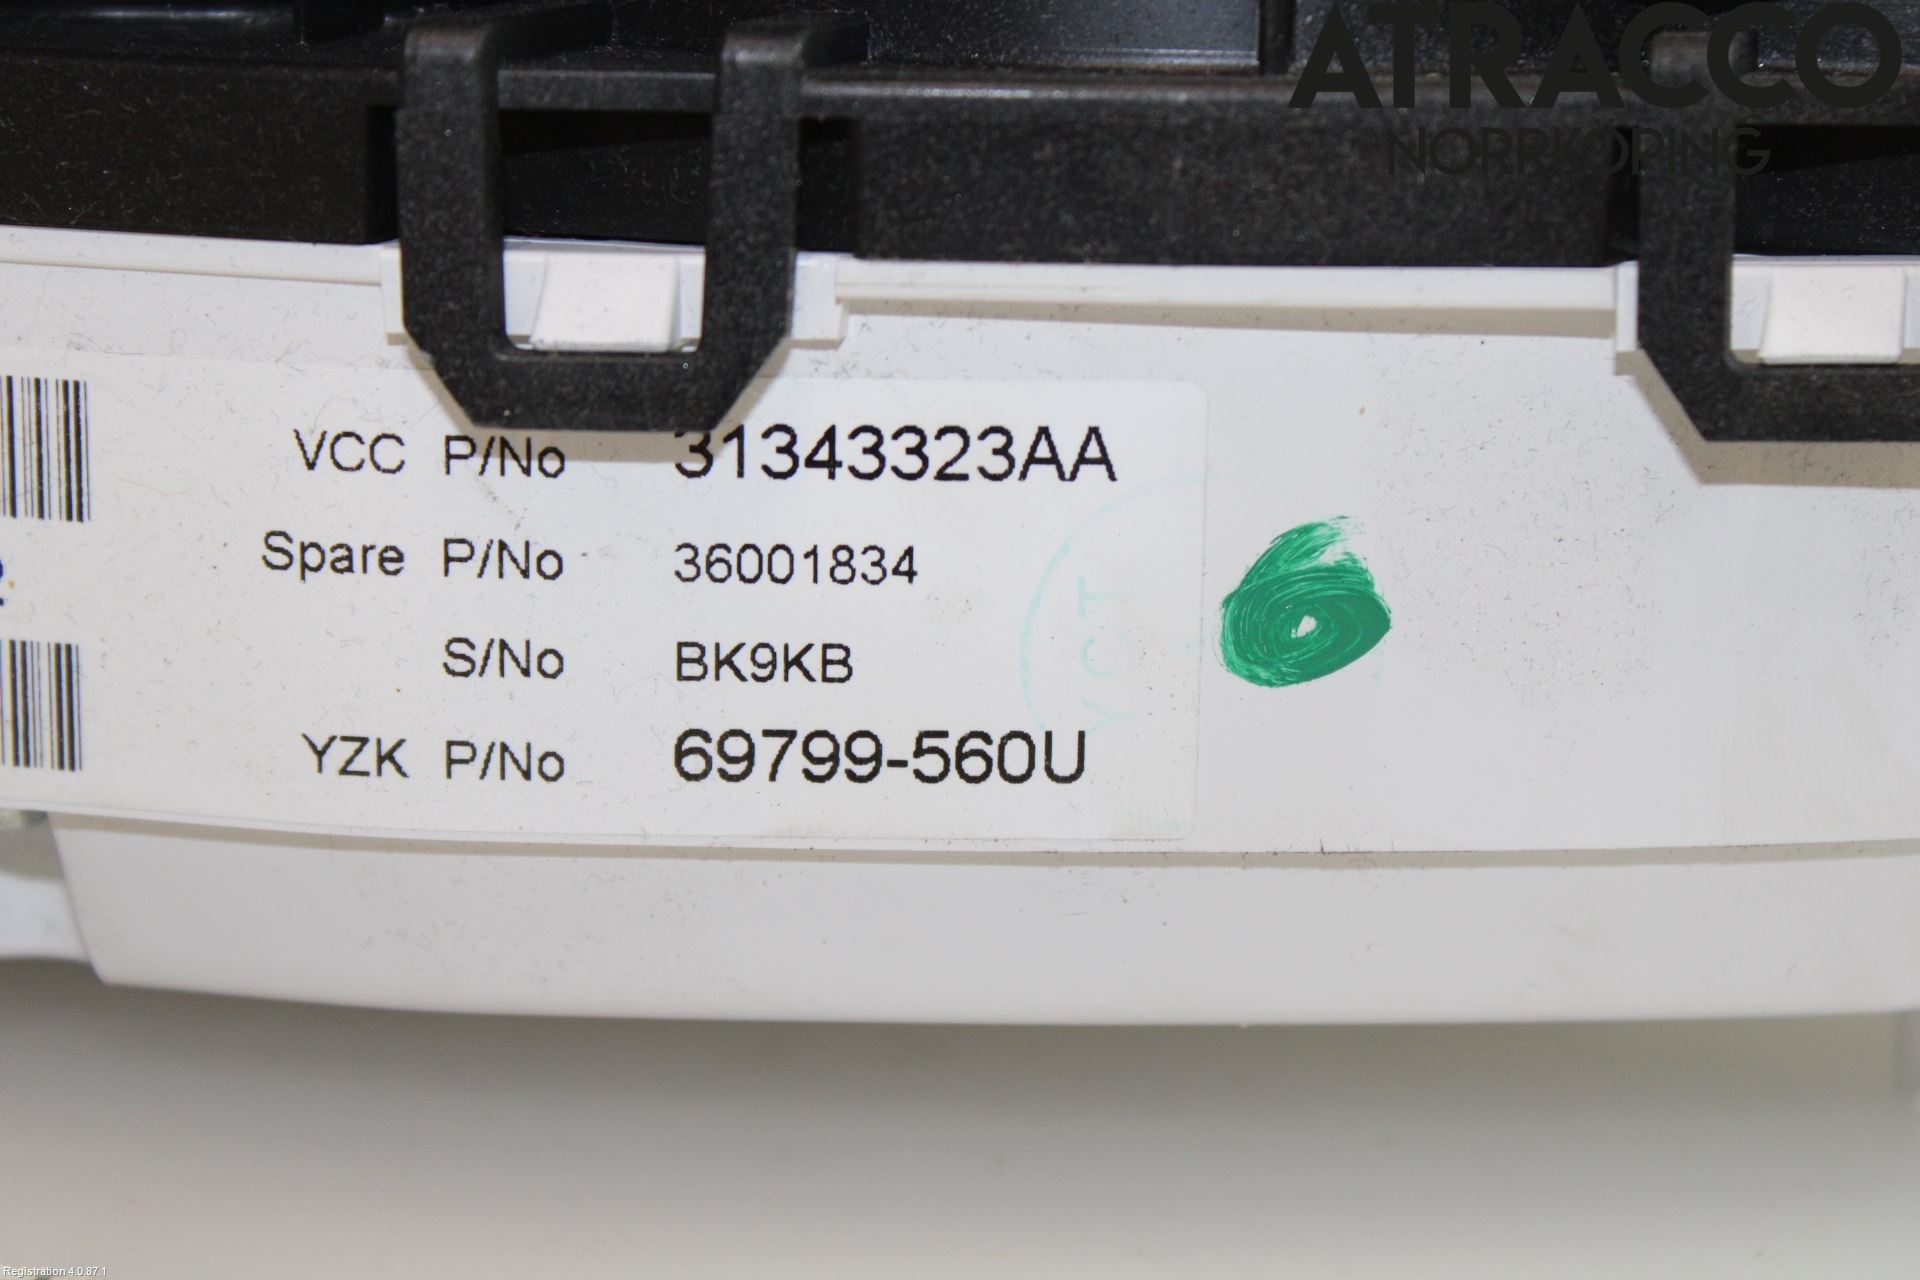 ATRACCO
NORRKÖPING
VCC P/No 31343323AA
Spare P/No 36001834
S/No BK9KB
YZK P/No 69799-560U
YCT
Registration 4.0.87.1